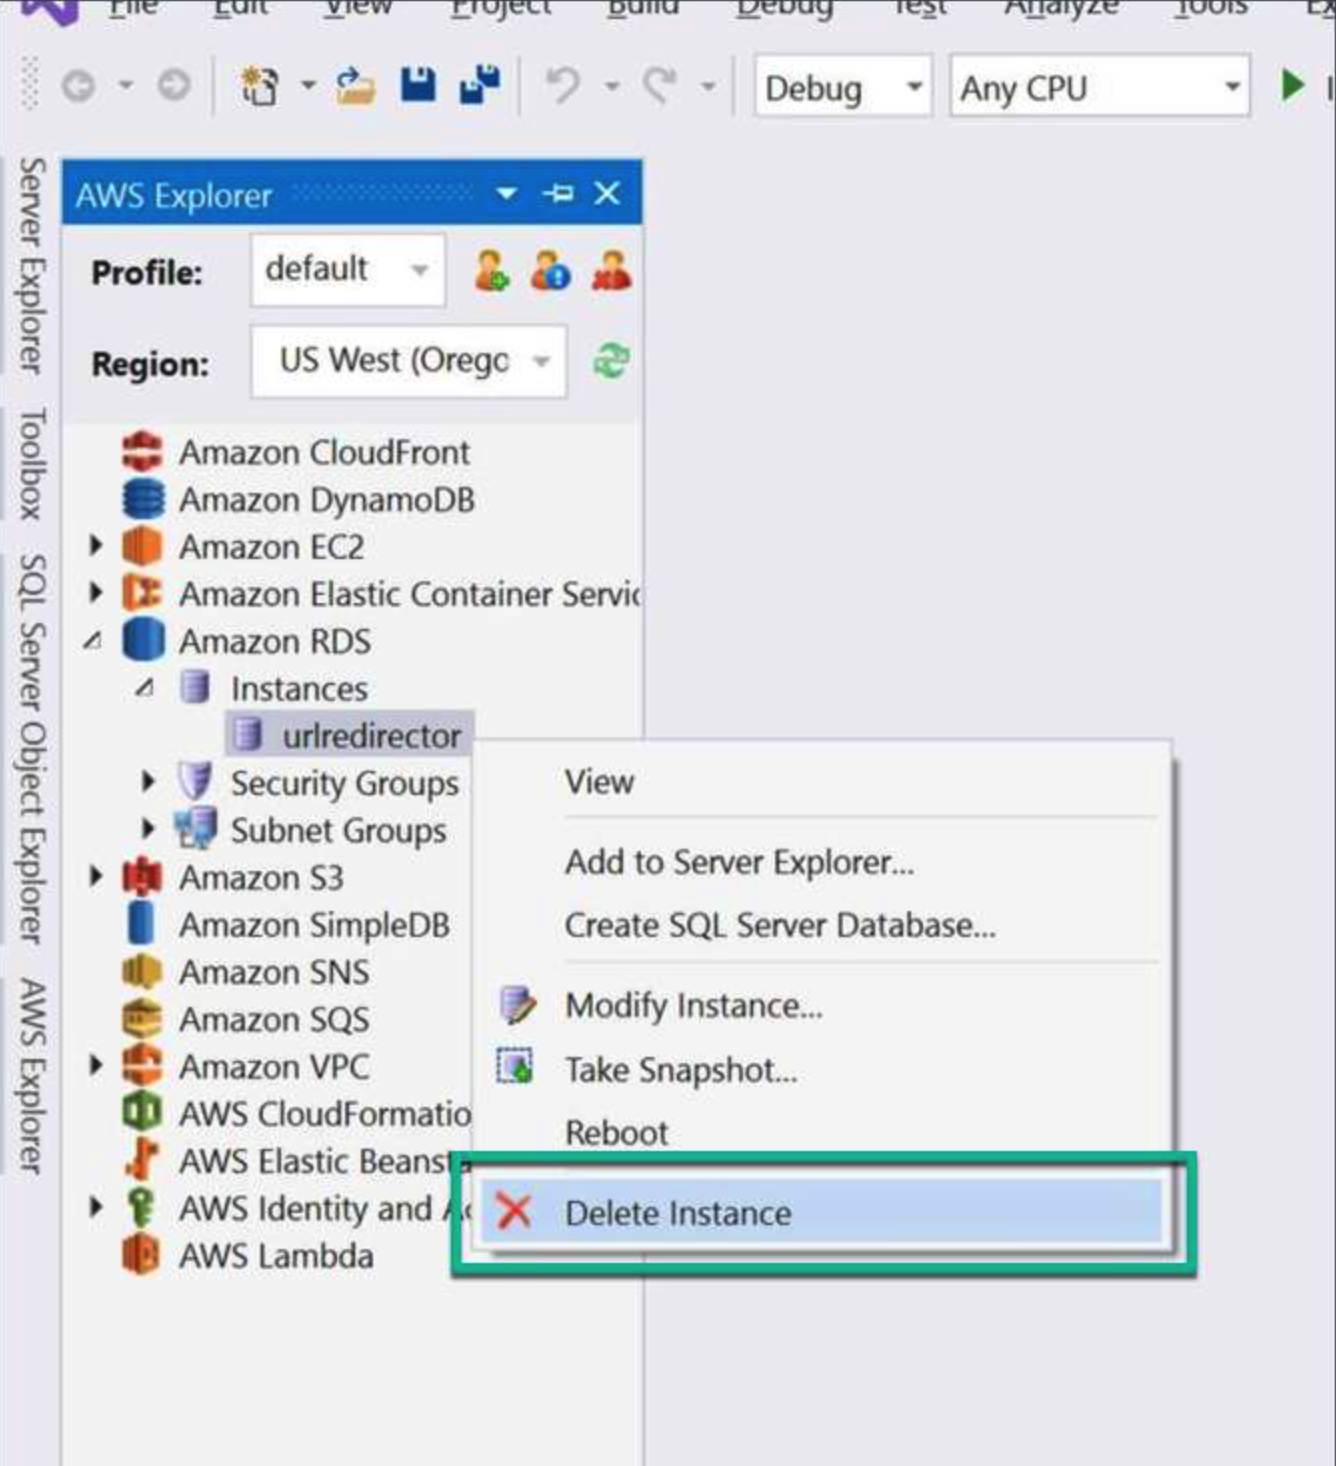 File Edit View Project Build Debug Test Analyze Tools
Debug Any CPU
Server Explorer
Toolbox
SQL Server Object Explorer
AWS Explorer
AWS Explorer
Profile: default
Region: US West (Orego
Amazon CloudFront
Amazon DynamoDB
Amazon EC2
Amazon Elastic Container Servic
Amazon RDS
Instances
urlredirector
Security Groups
Subnet Groups
Amazon S3
Amazon SimpleDB
Amazon SNS
Amazon SQS
Amazon VPC
AWS CloudFormatio
AWS Elastic Beansta
AWS Identity and Ac
AWS Lambda
View
Add to Server Explorer...
Create SQL Server Database...
Modify Instance...
Take Snapshot...
Reboot
Delete Instance